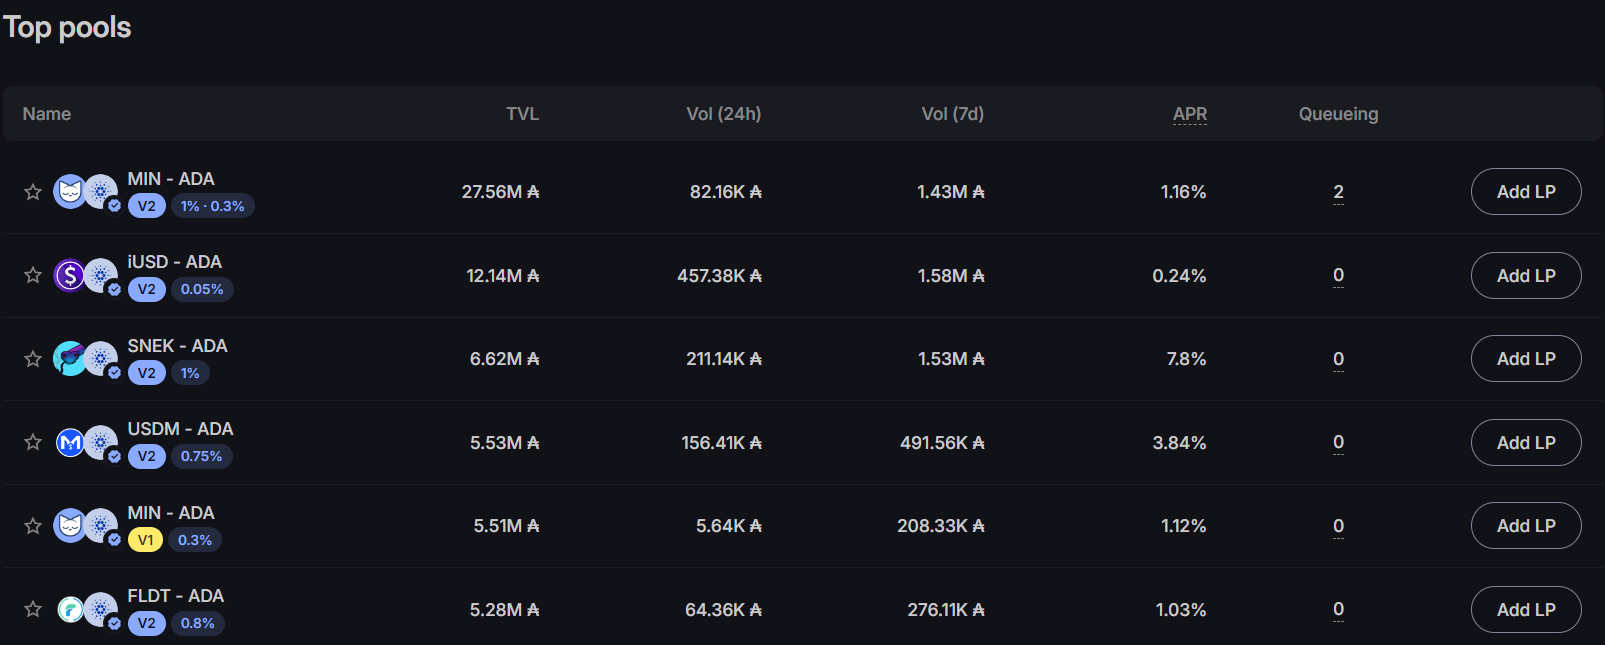 Top pools
Name TVL Vol (24h) Vol (7d) APR Queueing
MIN - ADA
V2 1% · 0.3%
27.56M ₳ 82.16K ₳ 1.43M ₳ 1.16% 2 Add LP
iUSD - ADA
V2 0.05%
12.14M ₳ 457.38K ₳ 1.58M ₳ 0.24% 0 Add LP
SNEK - ADA
V2 1%
6.62M ₳ 211.14K ₳ 1.53M ₳ 7.8% 0 Add LP
USDM - ADA
V2 0.75%
5.53M ₳ 156.41K ₳ 491.56K ₳ 3.84% 0 Add LP
MIN - ADA
V1 0.3%
5.51M ₳ 5.64K ₳ 208.33K ₳ 1.12% 0 Add LP
FLDT - ADA
V2 0.8%
5.28M ₳ 64.36K ₳ 276.11K ₳ 1.03% 0 Add LP